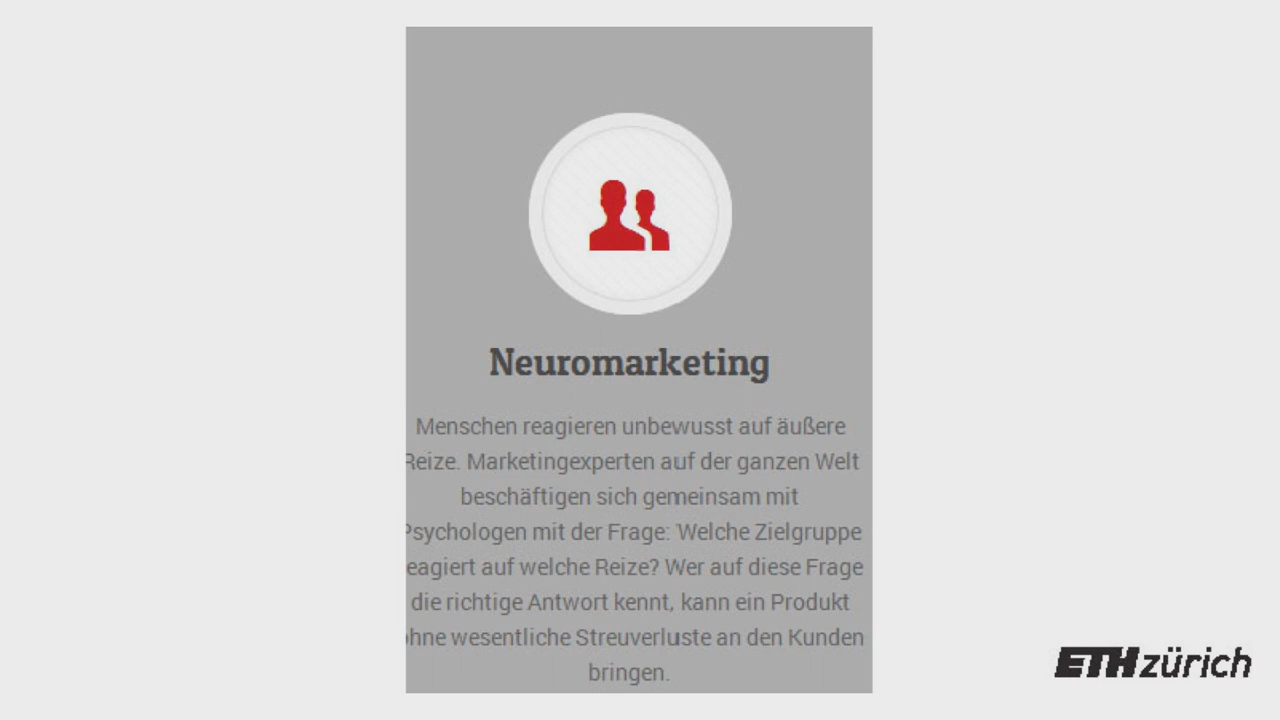 Neuromarketing
Menschen reagieren unbewusst auf äußere
Reize. Marketingexperten auf der ganzen Welt
beschäftigen sich gemeinsam mit
Psychologen mit der Frage: Welche Zielgruppe
eagiert auf welche Reize? Wer auf diese Frage
die richtige Antwort kennt, kann ein Produkt
ohne wesentliche Streuverluste an den Kunden
bringen.
ETH zürich